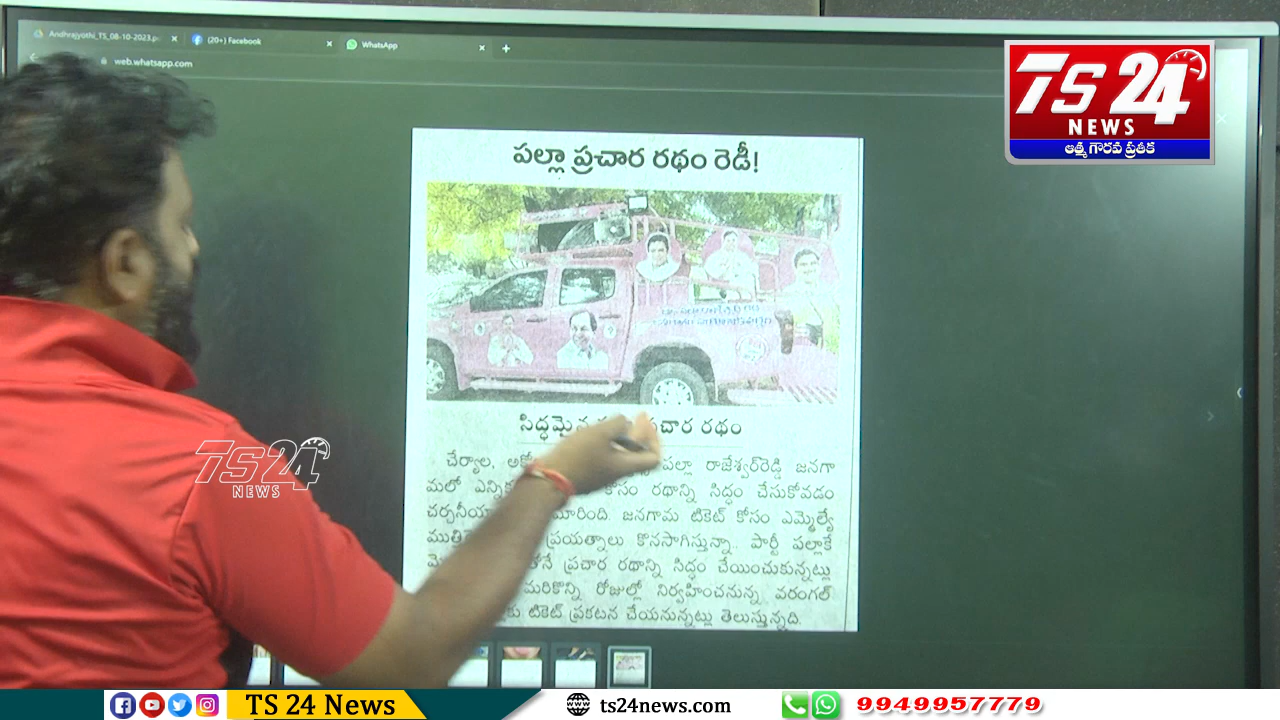 Andhrajyothi_TS_08-10-2023.p
(20+) Facebook
WhatsApp
web.whatsapp.com
TS 24
NEWS
ఆత్మ గౌరవ ప్రతీక
పల్లా ప్రచార రథం రెడీ!
సిద్ధమైన ప్రచార రథం
చేర్యాల, పల్లా రాజేశ్వర్‌రెడ్డి జనగా
మలో కోసం రథాన్ని సిద్ధం చేసుకోవడం
చర్చనీయా మారింది. జనగామ టికెట్ కోసం ఎమ్మెల్యే
ముతిరె ప్రయత్నాలు కొనసాగిస్తున్నా.. పార్టీ పల్లాకే
ప్రచార రథాన్ని సిద్ధం చేయించుకున్నట్లు
మరికొన్ని రోజుల్లో నిర్వహించనున్న వరంగల్
టికెట్ ప్రకటన చేయనున్నట్లు తెలుస్తున్నది.
TS 24
NEWS
TS 24 News
ts24news.com
9949957779